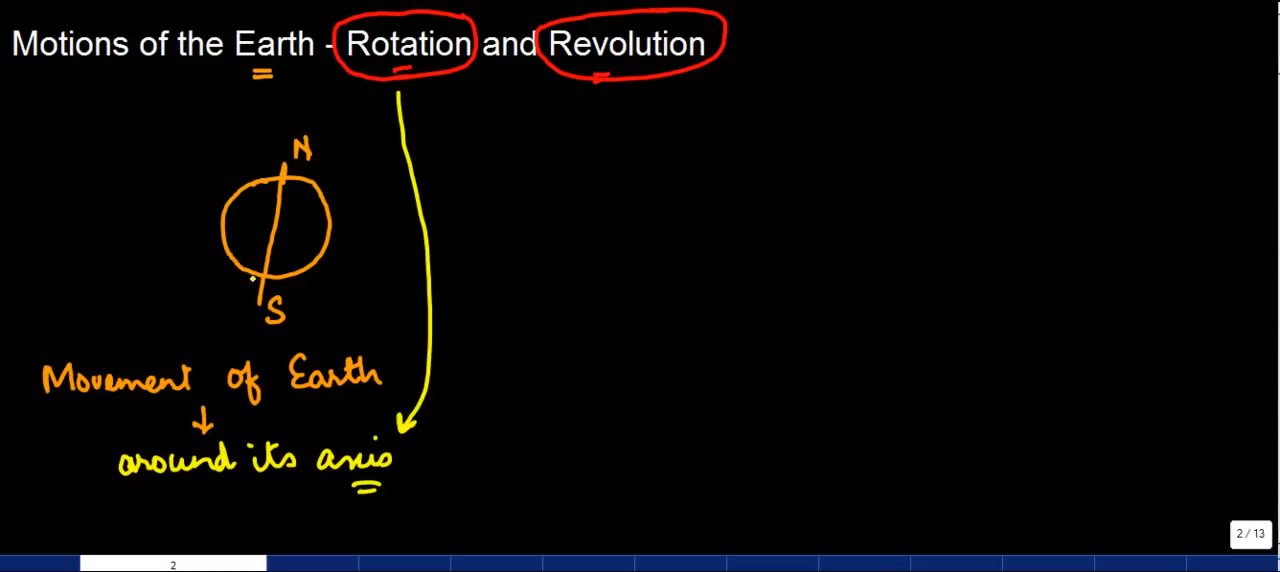 Motions of the Earth - Rotation and Revolution
N
S
Movement of Earth
around its axis
2 / 13
2